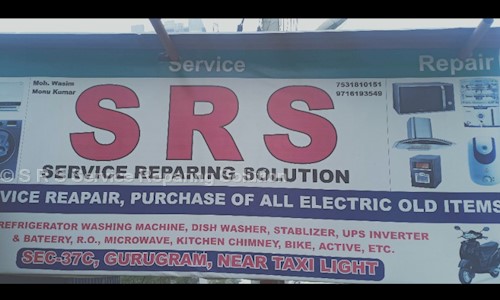 Service
Repair
Moh. Wasim
Monu Kumar
7531810151
9716193549
SRS
SERVICE REPARING SOLUTION
VICE REAPAIR, PURCHASE OF ALL ELECTRIC OLD ITEMS
REFRIGERATOR WASHING MACHINE, DISH WASHER, STABLIZER, UPS INVERTER
& BATEERY, R.O., MICROWAVE, KITCHEN CHIMNEY, BIKE, ACTIVE, ETC.
SEC-37C, GURUGRAM, NEAR TAXI LIGHT